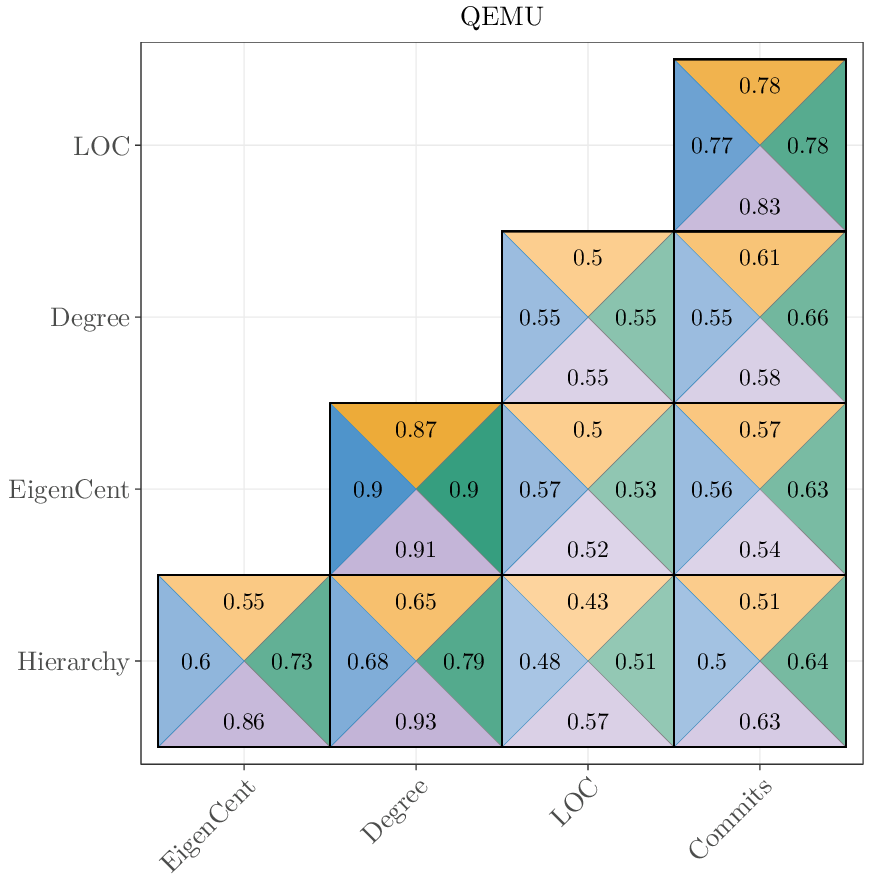 QEMU
0.78
LOC 0.77 0.78
0.83
0.5 0.61
Degree 0.55 0.55 0.55 0.66
0.55 0.58
0.87 0.5 0.57
EigenCent 0.9 0.9 0.57 0.53 0.56 0.63
0.91 0.52 0.54
0.55 0.65 0.43 0.51
Hierarchy 0.6 0.73 0.68 0.79 0.48 0.51 0.5 0.64
0.86 0.93 0.57 0.63
EigenCent Degree LOC Commits